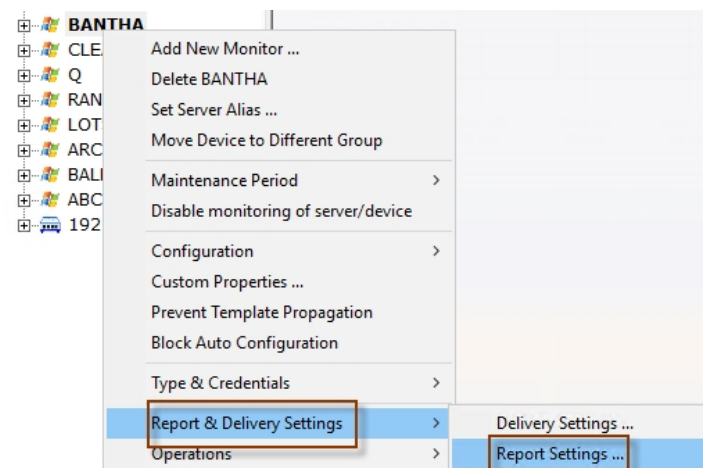 BANTHA
CLE
Q
RAN
LOT
ARC
BAL
ABC
192
Add New Monitor ...
Delete BANTHA
Set Server Alias ...
Move Device to Different Group
Maintenance Period
Disable monitoring of server/device
Configuration
Custom Properties ...
Prevent Template Propagation
Block Auto Configuration
Type & Credentials
Report & Delivery Settings
Operations
Delivery Settings ...
Report Settings ...